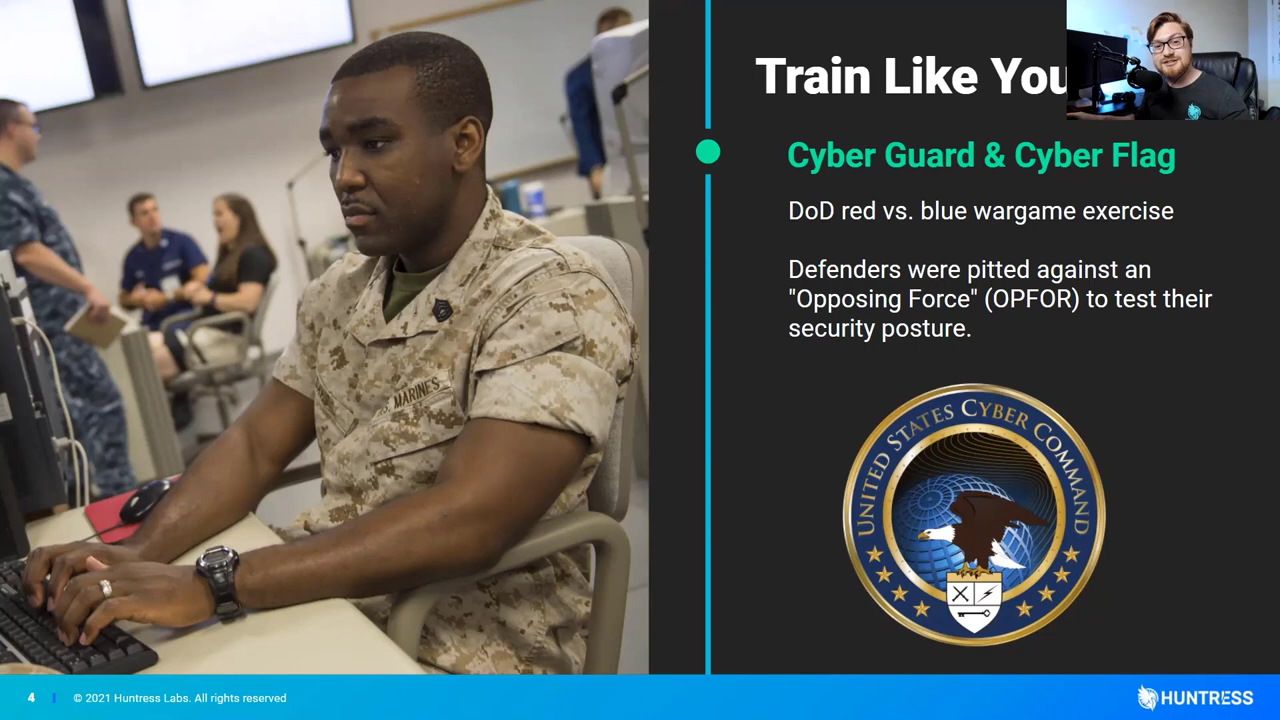 Train Like You
Cyber Guard & Cyber Flag
DoD red vs. blue wargame exercise
Defenders were pitted against an
"Opposing Force" (OPFOR) to test their
security posture.
U.S. MARINES
UNITED STATES CYBER COMMAND
4
© 2021 Huntress Labs. All rights reserved
HUNTRESS